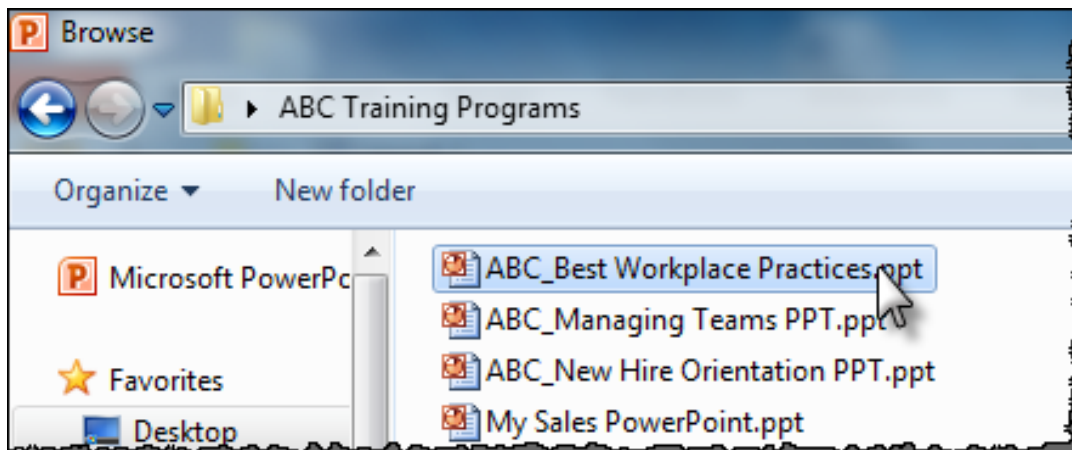 Browse
ABC Training Programs
Organize New folder
Microsoft PowerPo
Favorites
Desktop
ABC_Best Workplace Practices.ppt
ABC_Managing Teams PPT.ppt
ABC_New Hire Orientation PPT.ppt
My Sales PowerPoint.ppt